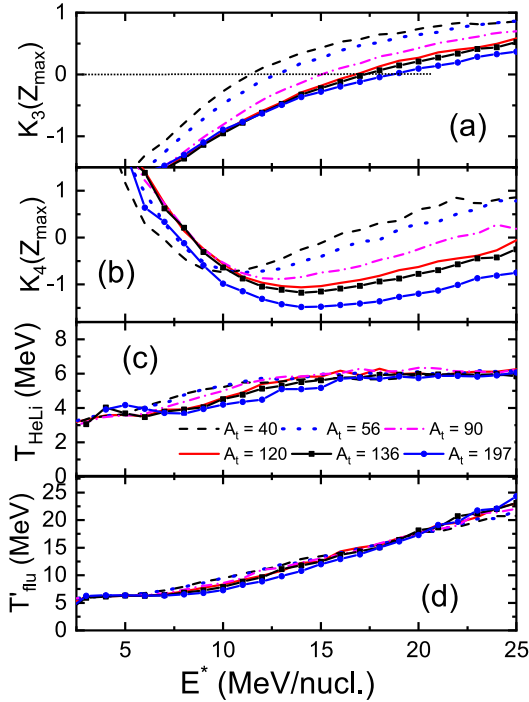 K3(Zmax)
1
0
-1
(a)
K4(Zmax)
1
0
-1
(b)
THeLi (MeV)
8
6
4
2
0
(c)
At = 40 At = 56 At = 90
At = 120 At = 136 At = 197
T'flu (MeV)
25
20
15
10
5
0
(d)
5 10 15 20 25
E* (MeV/nucl.)